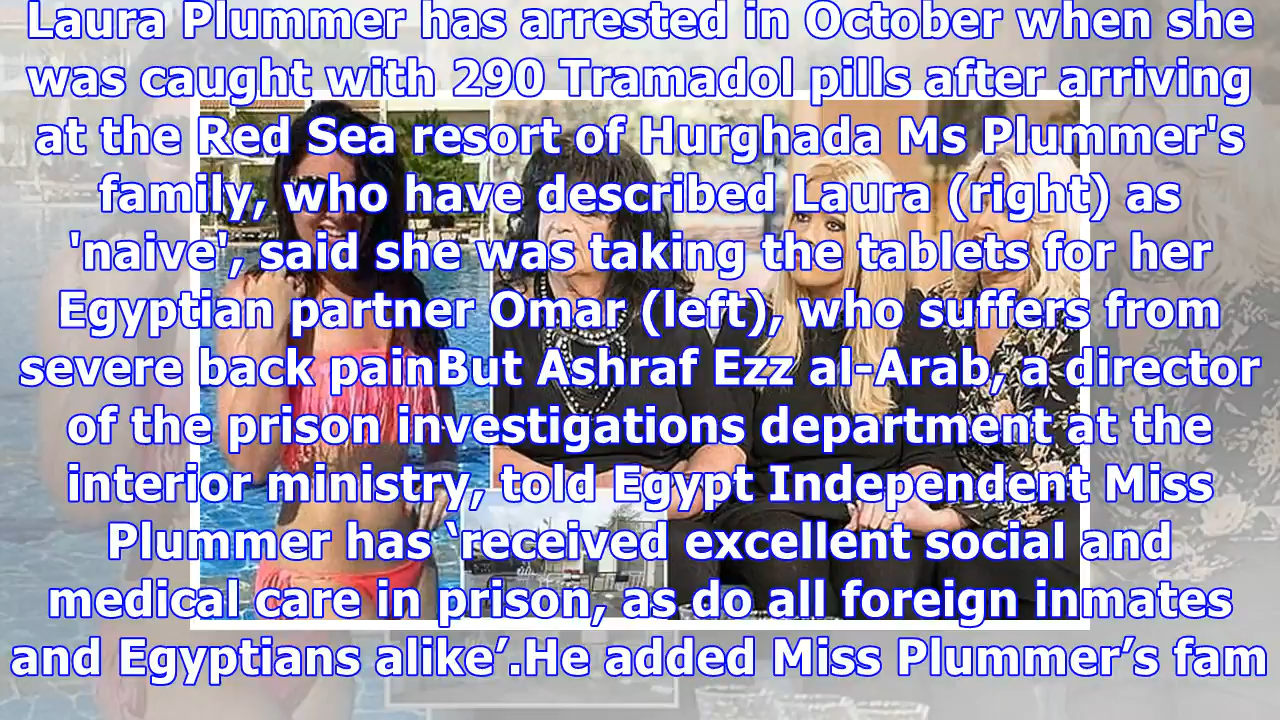 Laura Plummer has arrested in October when she
was caught with 290 Tramadol pills after arriving
at the Red Sea resort of Hurghada Ms Plummer's
family, who have described Laura (right) as
'naive', said she was taking the tablets for her
Egyptian partner Omar (left), who suffers from
severe back painBut Ashraf Ezz al-Arab, a director
of the prison investigations department at the
interior ministry, told Egypt Independent Miss
Plummer has ‘received excellent social and
medical care in prison, as do all foreign inmates
and Egyptians alike’.He added Miss Plummer’s fam